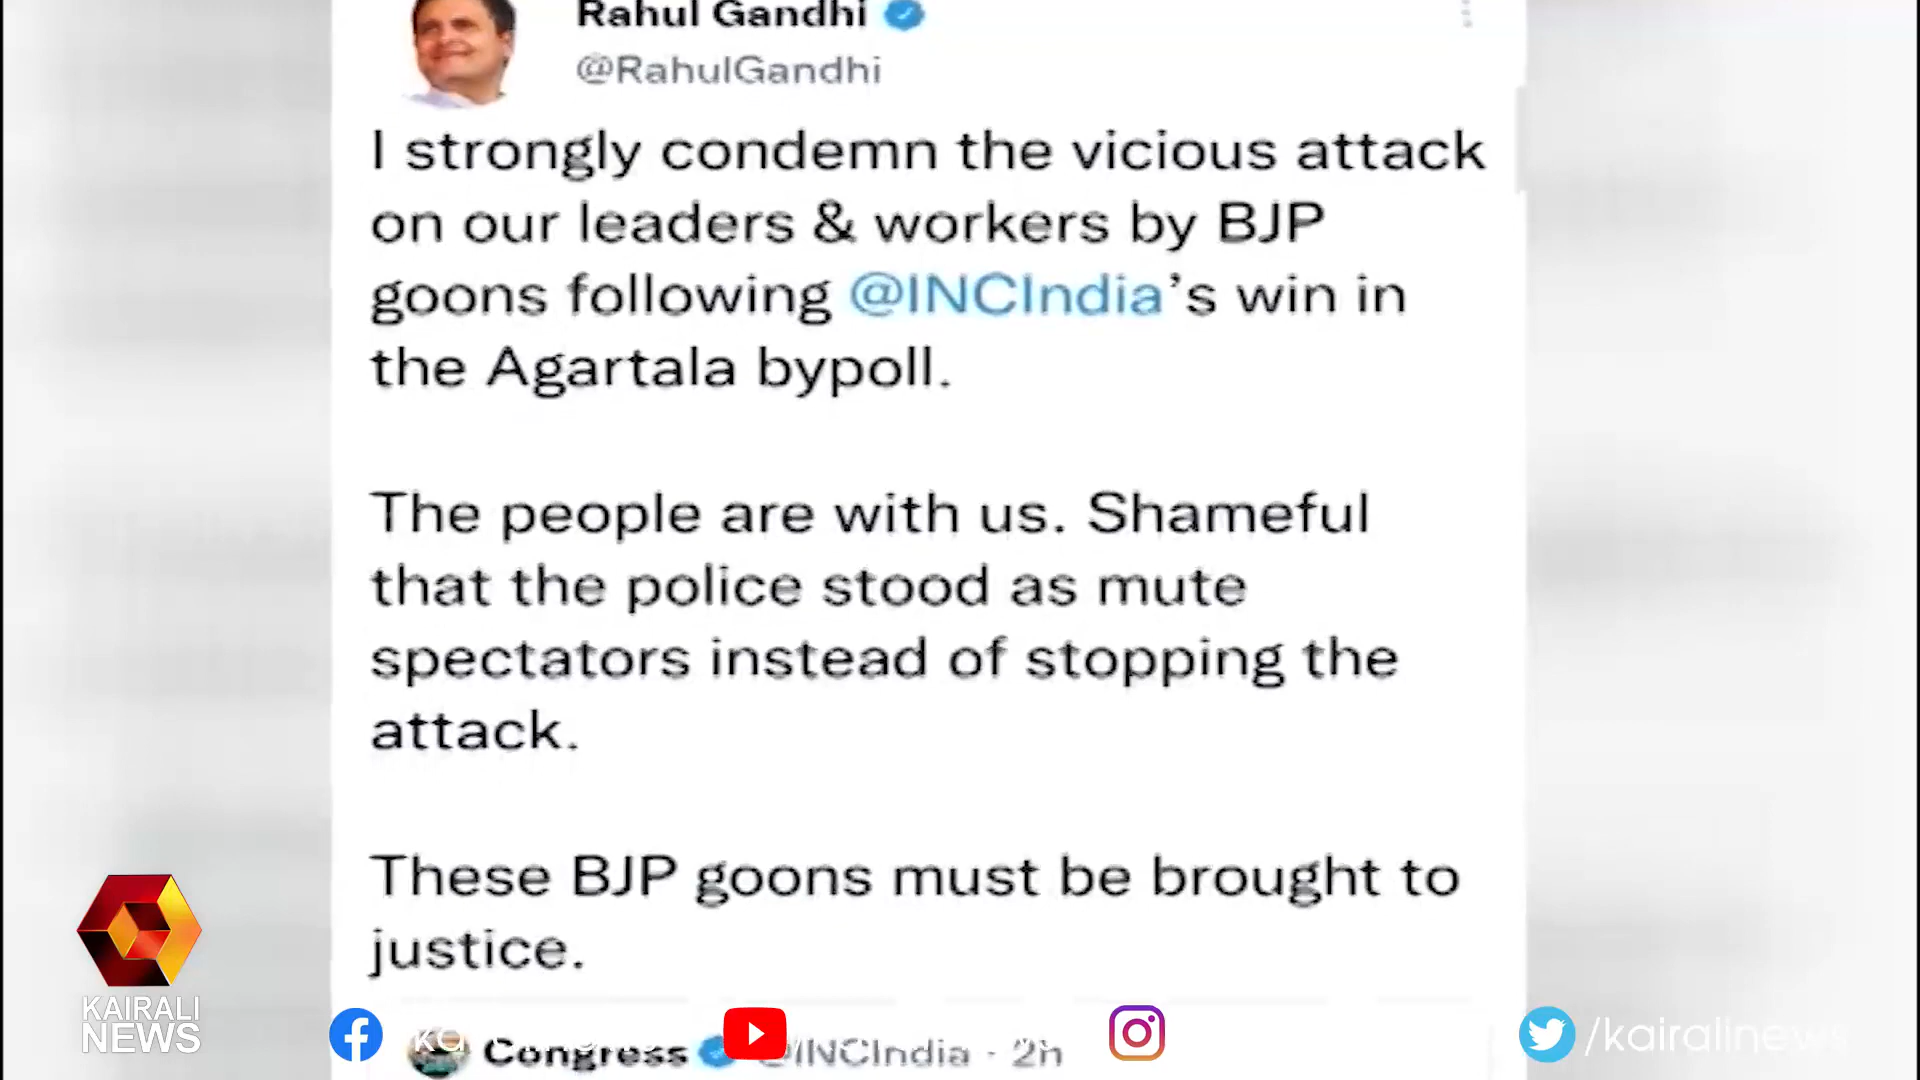 Rahul Gandhi
@RahulGandhi
I strongly condemn the vicious attack
on our leaders & workers by BJP
goons following @INCIndia's win in
the Agartala bypoll.
The people are with us. Shameful
that the police stood as mute
spectators instead of stopping the
attack.
These BJP goons must be brought to
justice.
Congress @INCIndia · 2h
KAIRALI
NEWS
/kairalinews